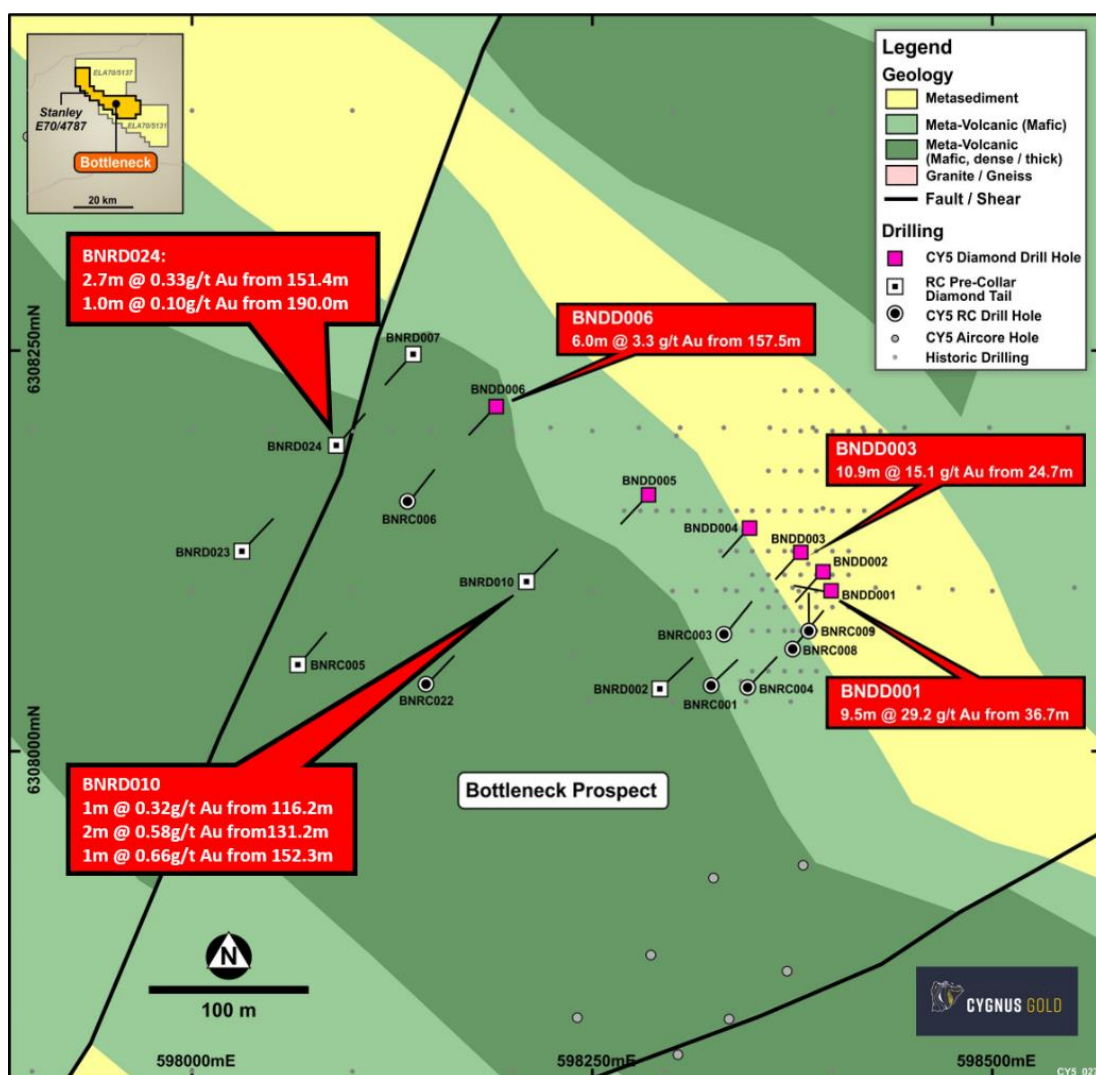 ELA70/5137
Stanley
E70/4787
ELA70/5131
Bottleneck
20 km
Legend
Geology
Metasediment
Meta-Volcanic (Mafic)
Meta-Volcanic
(Mafic, dense / thick)
Granite / Gneiss
Fault / Shear
Drilling
CY5 Diamond Drill Hole
RC Pre-Collar
Diamond Tail
CY5 RC Drill Hole
CY5 Aircore Hole
Historic Drilling
BNRD024:
2.7m @ 0.33g/t Au from 151.4m
1.0m @ 0.10g/t Au from 190.0m
BNDD006
6.0m @ 3.3 g/t Au from 157.5m
6308250mN
BNRD007
BNDD006
BNRD024
BNDD003
10.9m @ 15.1 g/t Au from 24.7m
BNDD005
BNRC006
BNDD004
BNDD003
BNRD023
BNDD002
BNRD010
BNDD001
BNRC003
BNRC009
BNRC008
BNRC005
BNRD002
BNRC001
BNRC004
BNRC022
BNDD001
9.5m @ 29.2 g/t Au from 36.7m
6308000mN
BNRD010
1m @ 0.32g/t Au from 116.2m
2m @ 0.58g/t Au from131.2m
1m @ 0.66g/t Au from 152.3m
Bottleneck Prospect
N
100 m
CYGNUS GOLD
598000mE
598250mE
598500mE
CY5_027